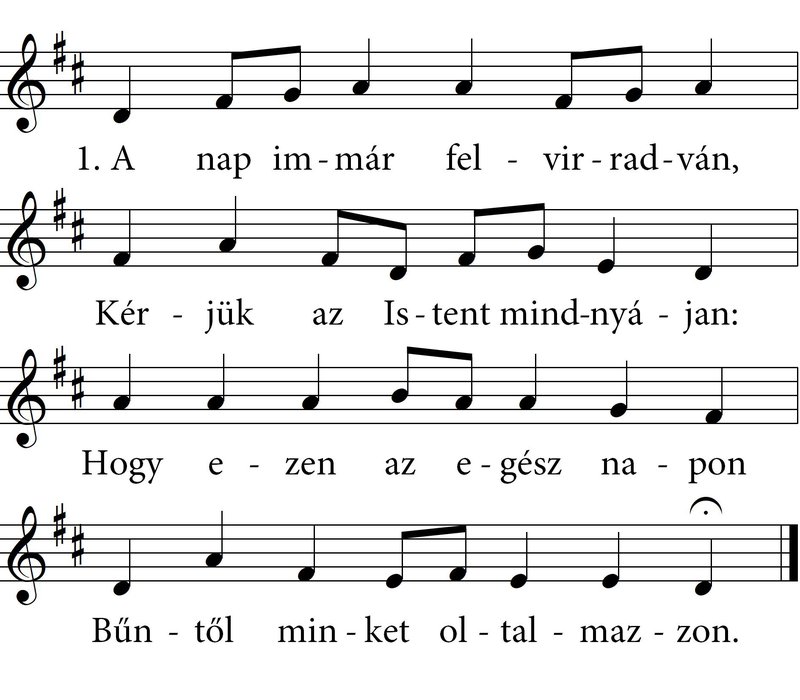 1. A nap im - már fel - vir - rad - ván,
Kér - jük az Is - tent mind - nyá - jan:
Hogy e - zen az e - gész na - pon
Bűn - től min - ket ol - tal - maz - zon.